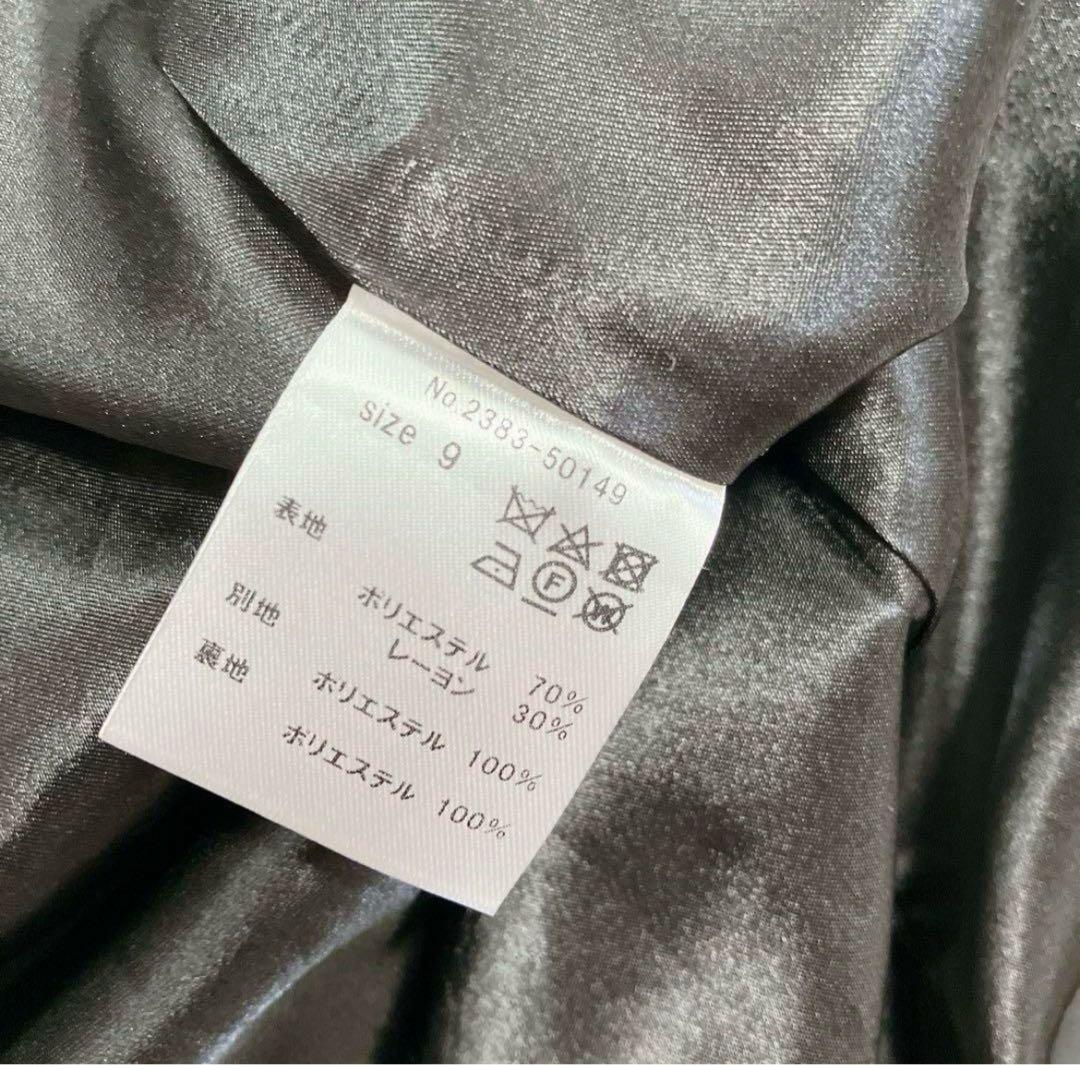 No.2383-50149
size 9
表地 ポリエステル 70%
レーヨン 30%
別地 ポリエステル 100%
裏地 ポリエステル 100%